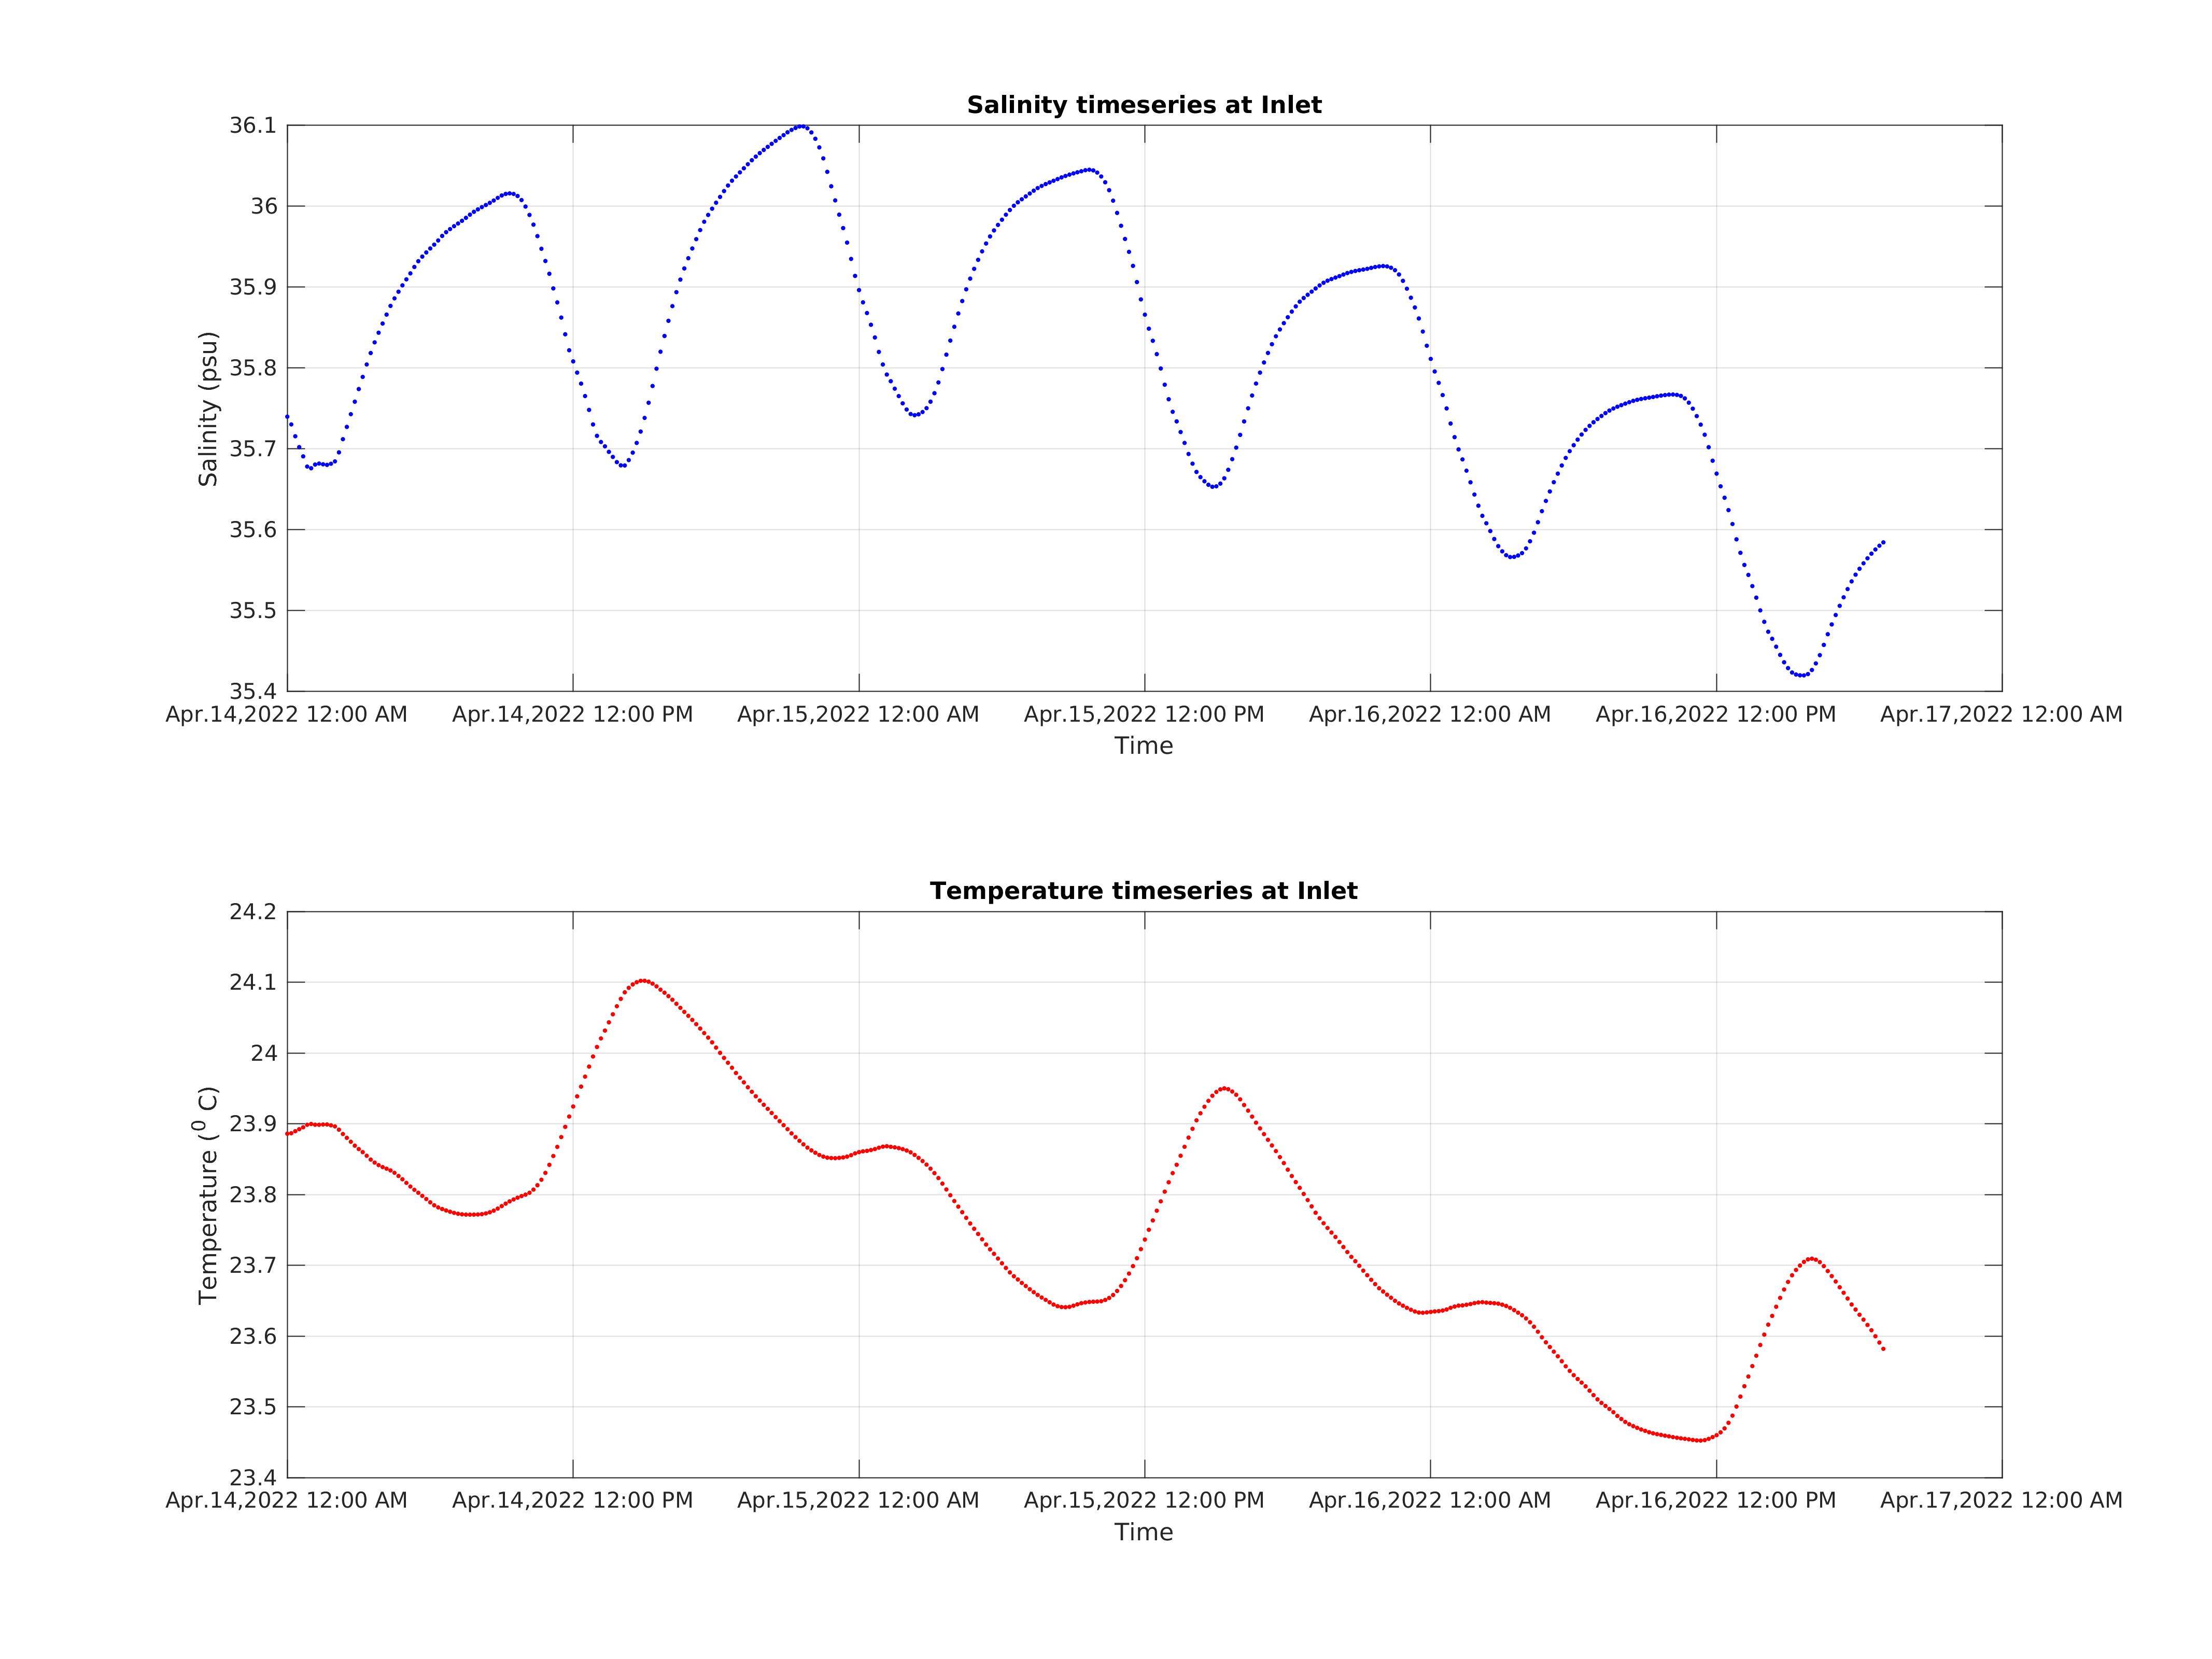 Salinity timeseries at Inlet
36.1
36
35.9
35.8
35.7
35.6
35.5
35.4
Salinity (psu)
Apr.14,2022 12:00 AM Apr.14,2022 12:00 PM Apr.15,2022 12:00 AM Apr.15,2022 12:00 PM Apr.16,2022 12:00 AM Apr.16,2022 12:00 PM Apr.17,2022 12:00 AM
Time
Temperature timeseries at Inlet
24.2
24.1
24
23.9
23.8
23.7
23.6
23.5
23.4
Temperature (⁰ C)
Apr.14,2022 12:00 AM Apr.14,2022 12:00 PM Apr.15,2022 12:00 AM Apr.15,2022 12:00 PM Apr.16,2022 12:00 AM Apr.16,2022 12:00 PM Apr.17,2022 12:00 AM
Time